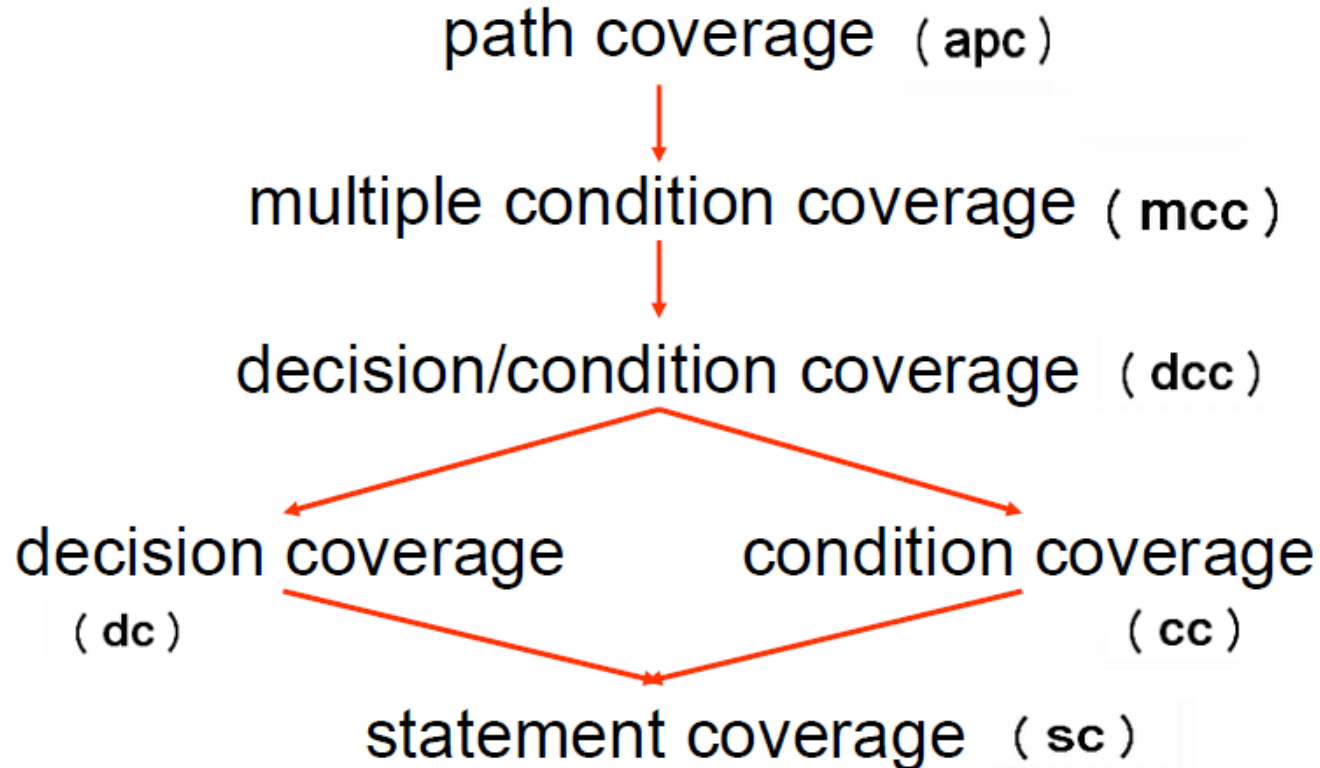 path coverage (apc)
multiple condition coverage (mcc)
decision/condition coverage (dcc)
decision coverage condition coverage
(dc) (cc)
statement coverage (sc)